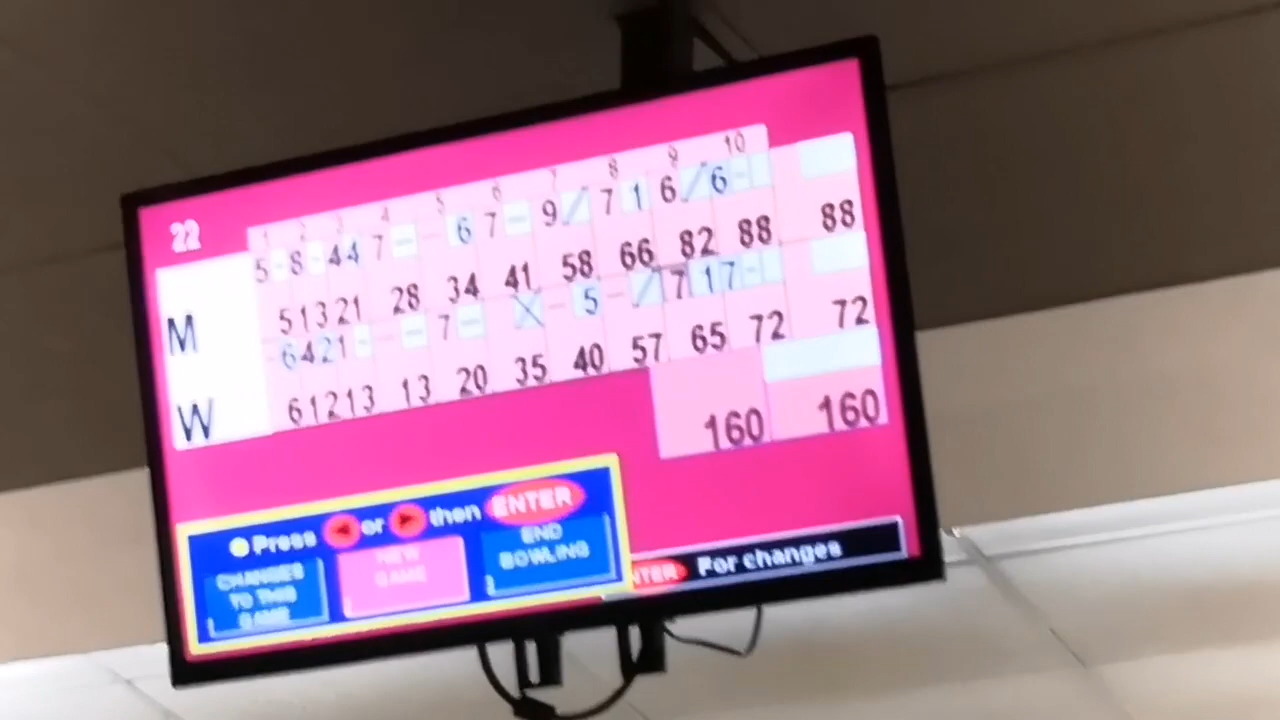 22
1 2 3 4 5 6 7 8 9 10
5 - 8 - 4 4 7 - - 6 7 - 9 / 7 1 6 / 6 -
M 5 13 21 28 34 41 58 66 82 88 88
- 6 4 2 1 - - - 7 - X - 5 - / 7 1 7 -
W 6 12 13 13 20 35 40 57 65 72 72
160 160
Press ◄ or ► then ENTER
CHANGES TO THIS GAME
NEW GAME
END BOWLING
NTER For changes